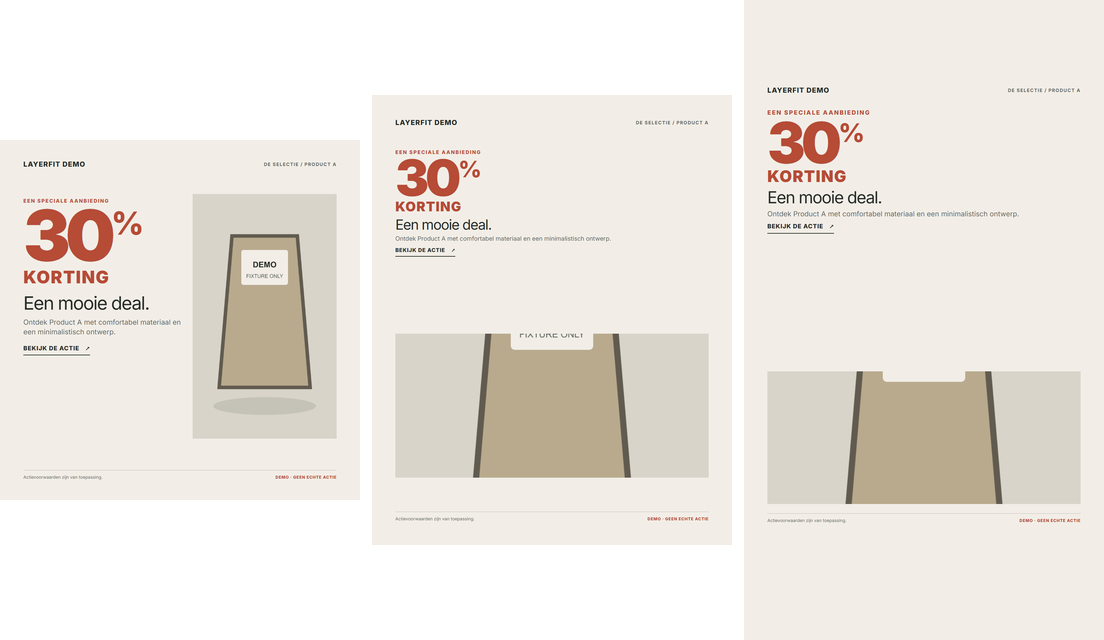 LAYERFIT DEMO
DE SELECTIE / PRODUCT A
EEN SPECIALE AANBIEDING
30%
KORTING
Een mooie deal.
Ontdek Product A met comfortabel materiaal en
een minimalistisch ontwerp.
BEKIJK DE ACTIE ↗
DEMO
FIXTURE ONLY
Actievoorwaarden zijn van toepassing.
DEMO - GEEN ECHTE ACTIE
LAYERFIT DEMO
DE SELECTIE / PRODUCT A
EEN SPECIALE AANBIEDING
30%
KORTING
Een mooie deal.
Ontdek Product A met comfortabel materiaal en een minimalistisch ontwerp.
BEKIJK DE ACTIE ↗
FIXTURE ONLY
Actievoorwaarden zijn van toepassing.
DEMO - GEEN ECHTE ACTIE
LAYERFIT DEMO
DE SELECTIE / PRODUCT A
EEN SPECIALE AANBIEDING
30%
KORTING
Een mooie deal.
Ontdek Product A met comfortabel materiaal en een minimalistisch ontwerp.
BEKIJK DE ACTIE ↗
Actievoorwaarden zijn van toepassing.
DEMO - GEEN ECHTE ACTIE